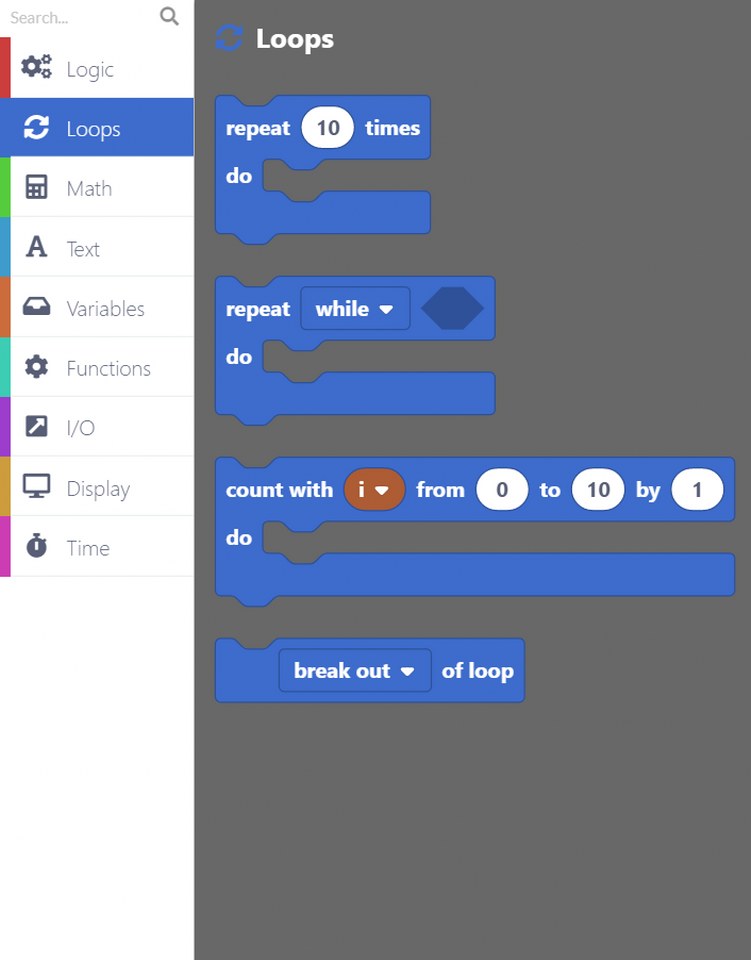 Search...
Logic
Loops
Math
Text
Variables
Functions
I/O
Display
Time
Loops
repeat 10 times
do
repeat while
do
count with i from 0 to 10 by 1
do
break out of loop